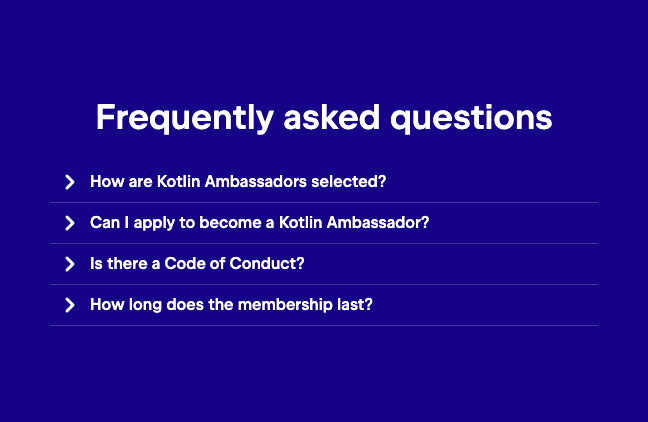 Frequently asked questions
How are Kotlin Ambassadors selected?
Can I apply to become a Kotlin Ambassador?
Is there a Code of Conduct?
How long does the membership last?